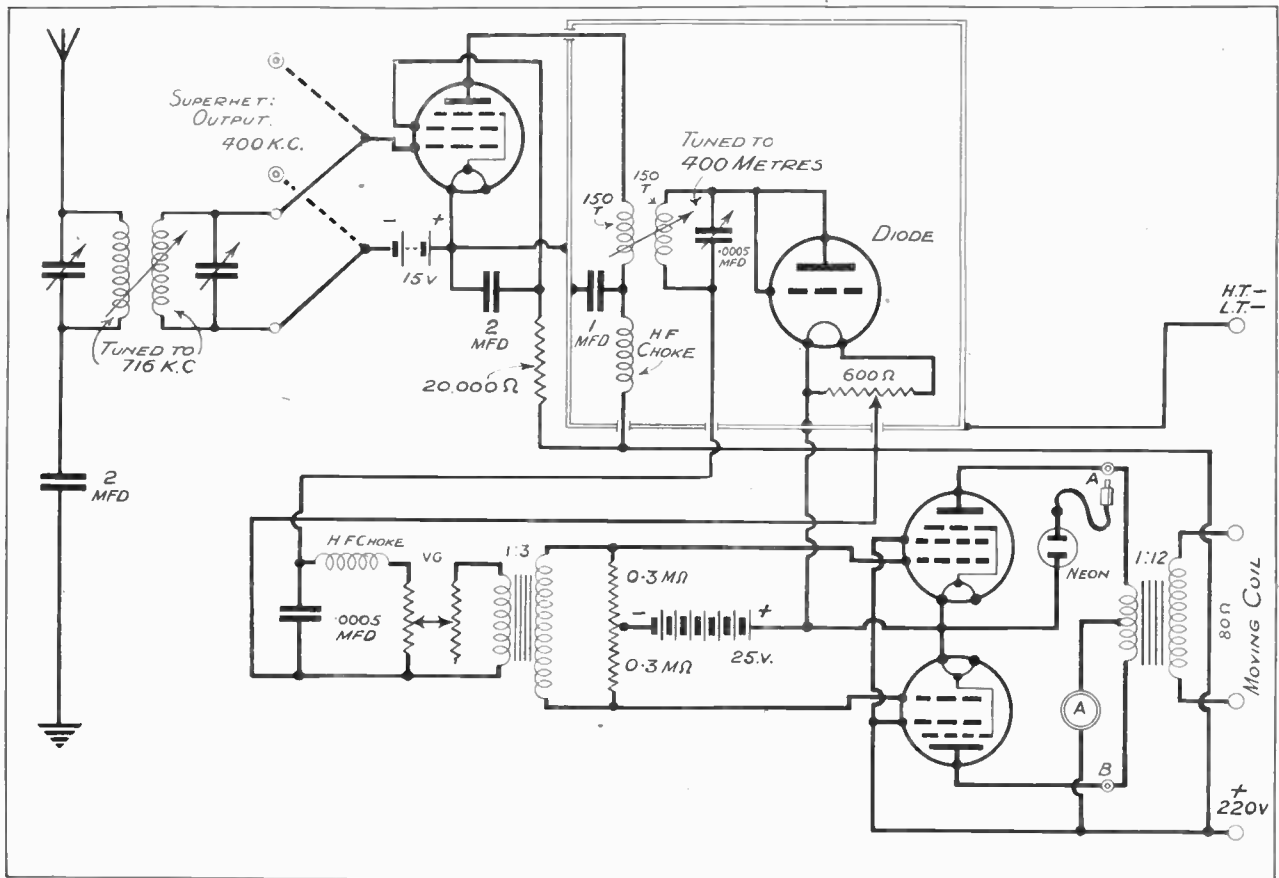 SUPERHET:
OUTPUT.
400 K.C.
TUNED TO
716 K.C
2
MFD
-
+
15 V
2
MFD
20.000 Ω
1
MFD
150
T
150
T
TUNED TO
400 METRES
.0005
MFD
HF
CHOKE
DIODE
600 Ω
H.T.-
L.T.-
H F CHOKE
.0005
MFD
VG
1:3
0.3 MΩ
0.3 MΩ
-
+
25.V.
A
NEON
1:12
80 Ω
MOVING COIL
A
B
+
220V